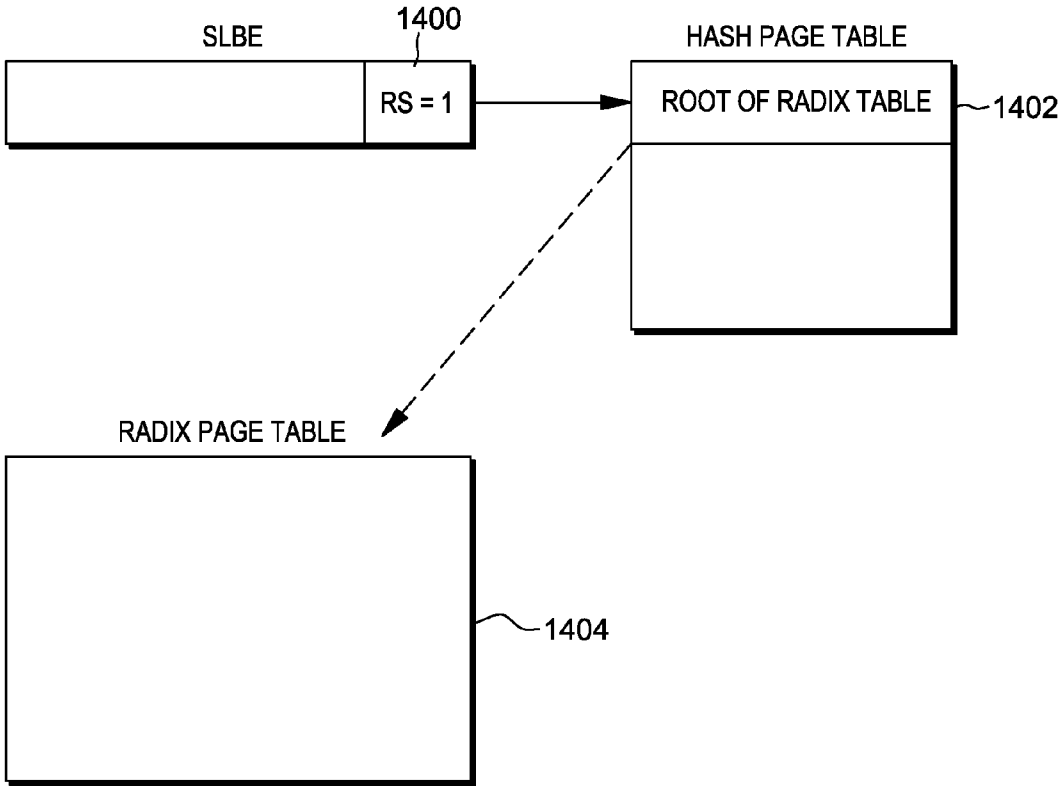 1400
SLBE
HASH PAGE TABLE
RS = 1
ROOT OF RADIX TABLE
1402
RADIX PAGE TABLE
1404